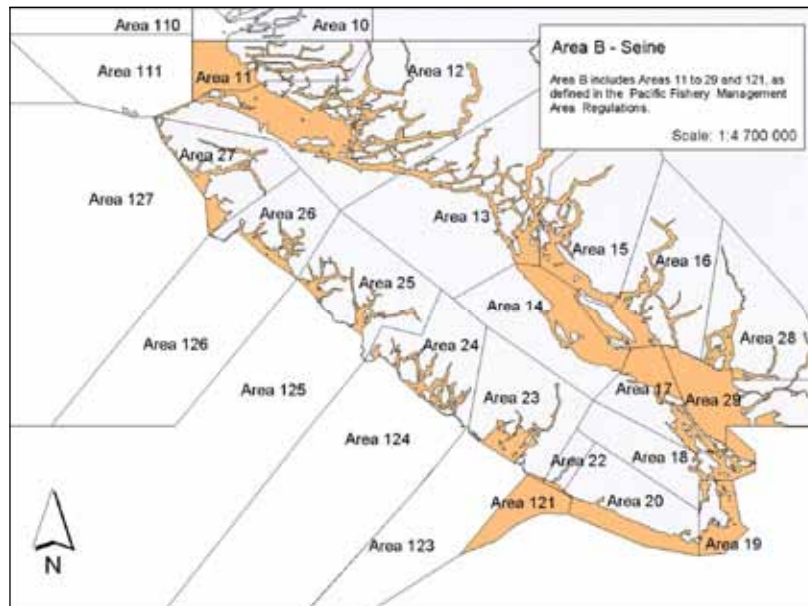 Area 110
Area 10
Area 111
Area 11
Area 12
Area B - Seine
Area B includes Areas 11 to 29 and 121, as
defined in the Pacific Fishery Management
Area Regulations.
Scale: 1:4 700 000
Area 27
Area 127
Area 26
Area 13
Area 15
Area 16
Area 25
Area 14
Area 28
Area 126
Area 24
Area 125
Area 17
Area 29
Area 23
Area 124
Area 22
Area 18
Area 121
Area 20
Area 123
Area 19
N